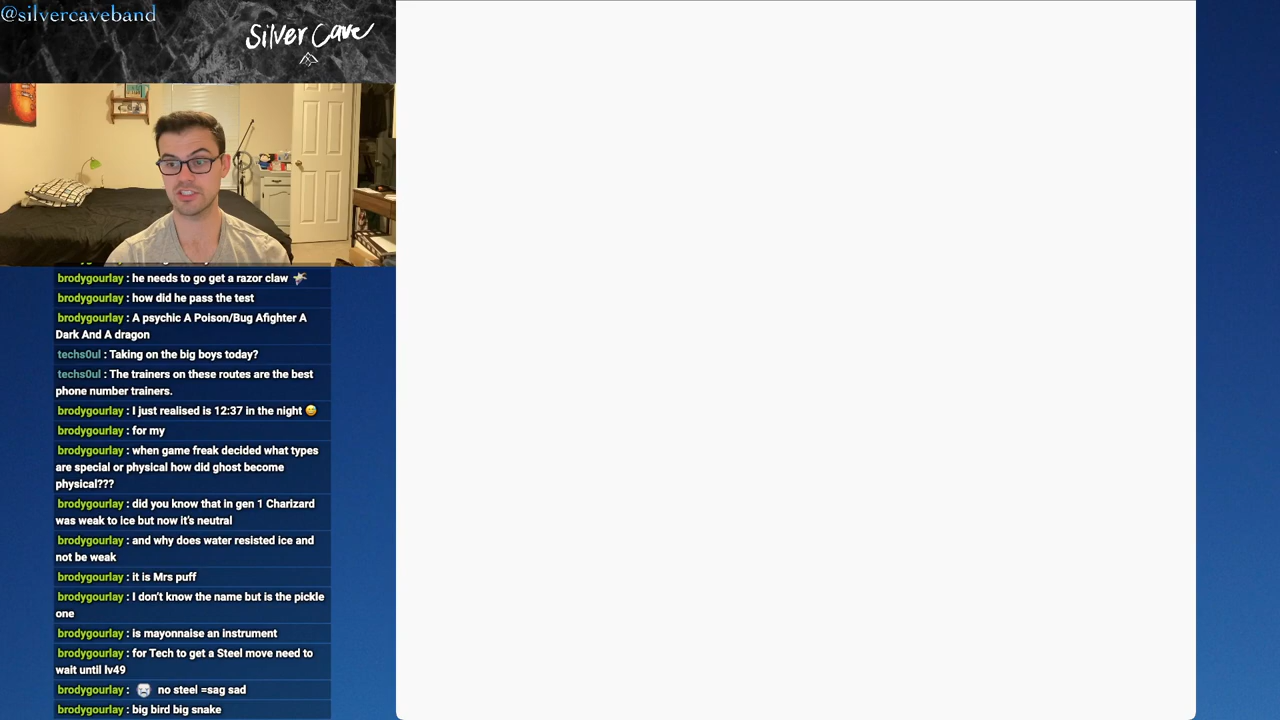 @silvercaveband
Silver Cave
brodygourlay : he needs to go get a razor claw
brodygourlay : how did he pass the test
brodygourlay : A psychic A Poison/Bug Afighter A
Dark And A dragon
techs0ul : Taking on the big boys today?
techs0ul : The trainers on these routes are the best
phone number trainers.
brodygourlay : I just realised is 12:37 in the night 😅
brodygourlay : for my
brodygourlay : when game freak decided what types
are special or physical how did ghost become
physical???
brodygourlay : did you know that in gen 1 Charizard
was weak to ice but now it's neutral
brodygourlay : and why does water resisted ice and
not be weak
brodygourlay : it is Mrs puff
brodygourlay : I don't know the name but is the pickle
one
brodygourlay : is mayonnaise an instrument
brodygourlay : for Tech to get a Steel move need to
wait until lv49
brodygourlay : no steel =sag sad
brodygourlay : big bird big snake